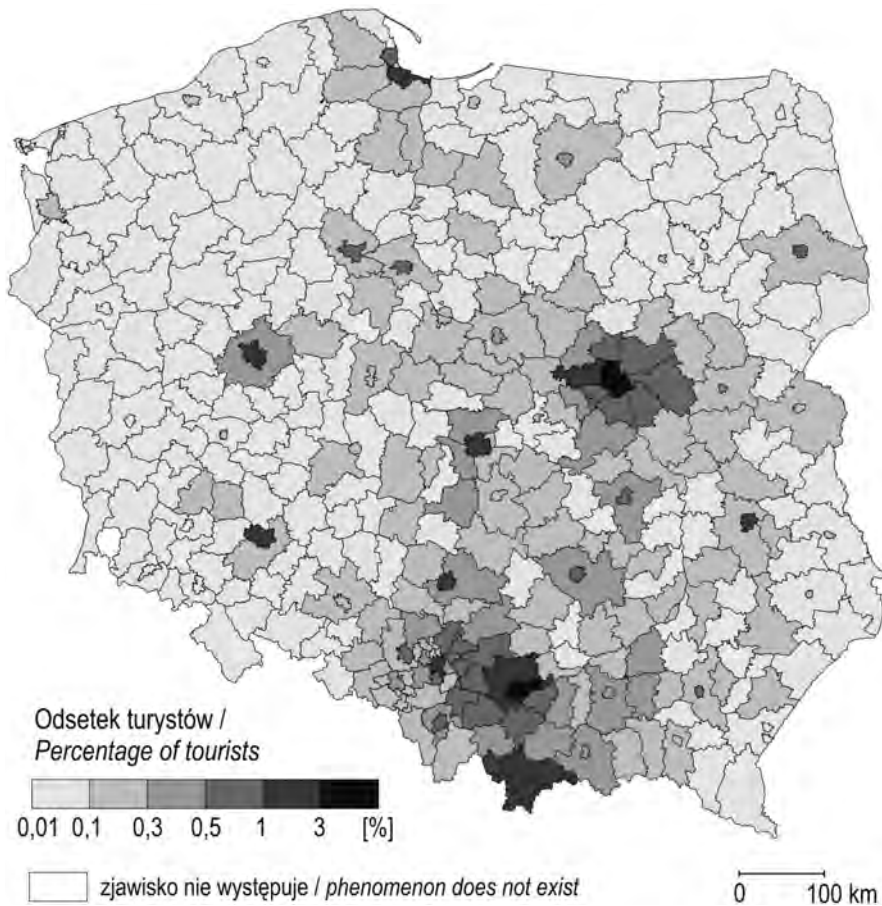 Odsetek turystów /
Percentage of tourists
0,01 0,1 0,3 0,5 1 3 [%]
zjawisko nie występuje / phenomenon does not exist
0 100 km